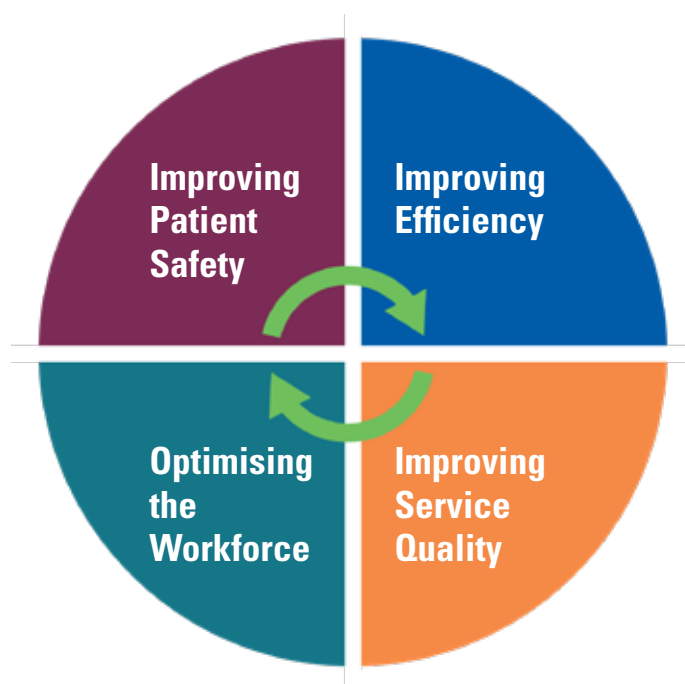 Improving
Patient
Safety
Improving
Efficiency
Optimising
the
Workforce
Improving
Service
Quality